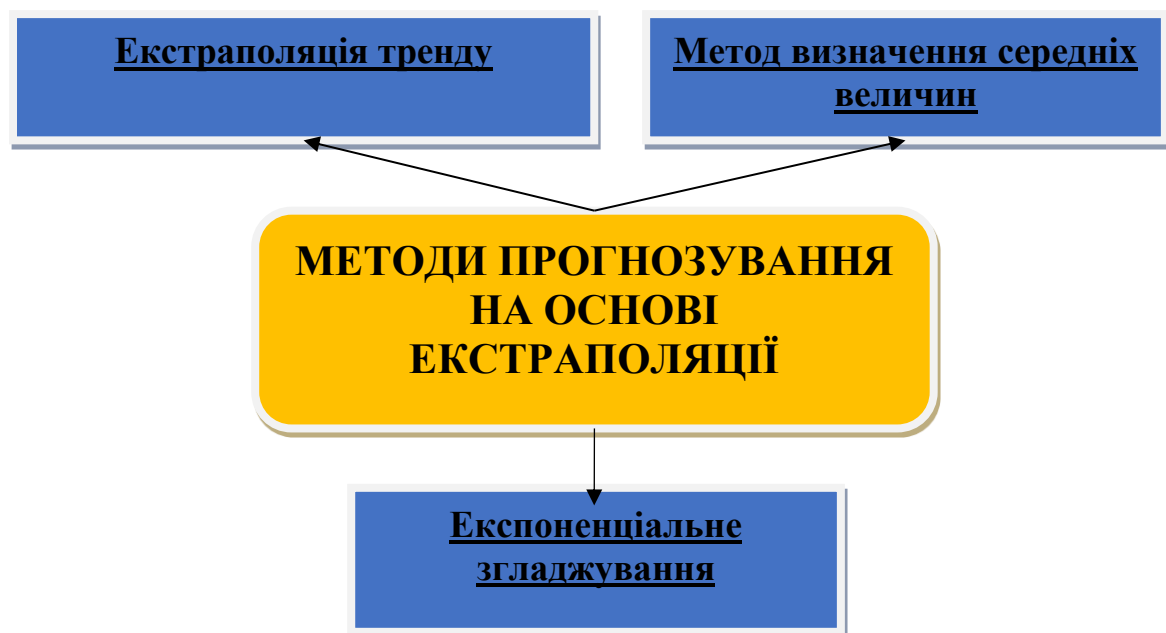 Екстраполяція тренду
Метод визначення середніх
величин
МЕТОДИ ПРОГНОЗУВАННЯ
НА ОСНОВІ
ЕКСТРАПОЛЯЦІЇ
Експоненціальне
згладжування